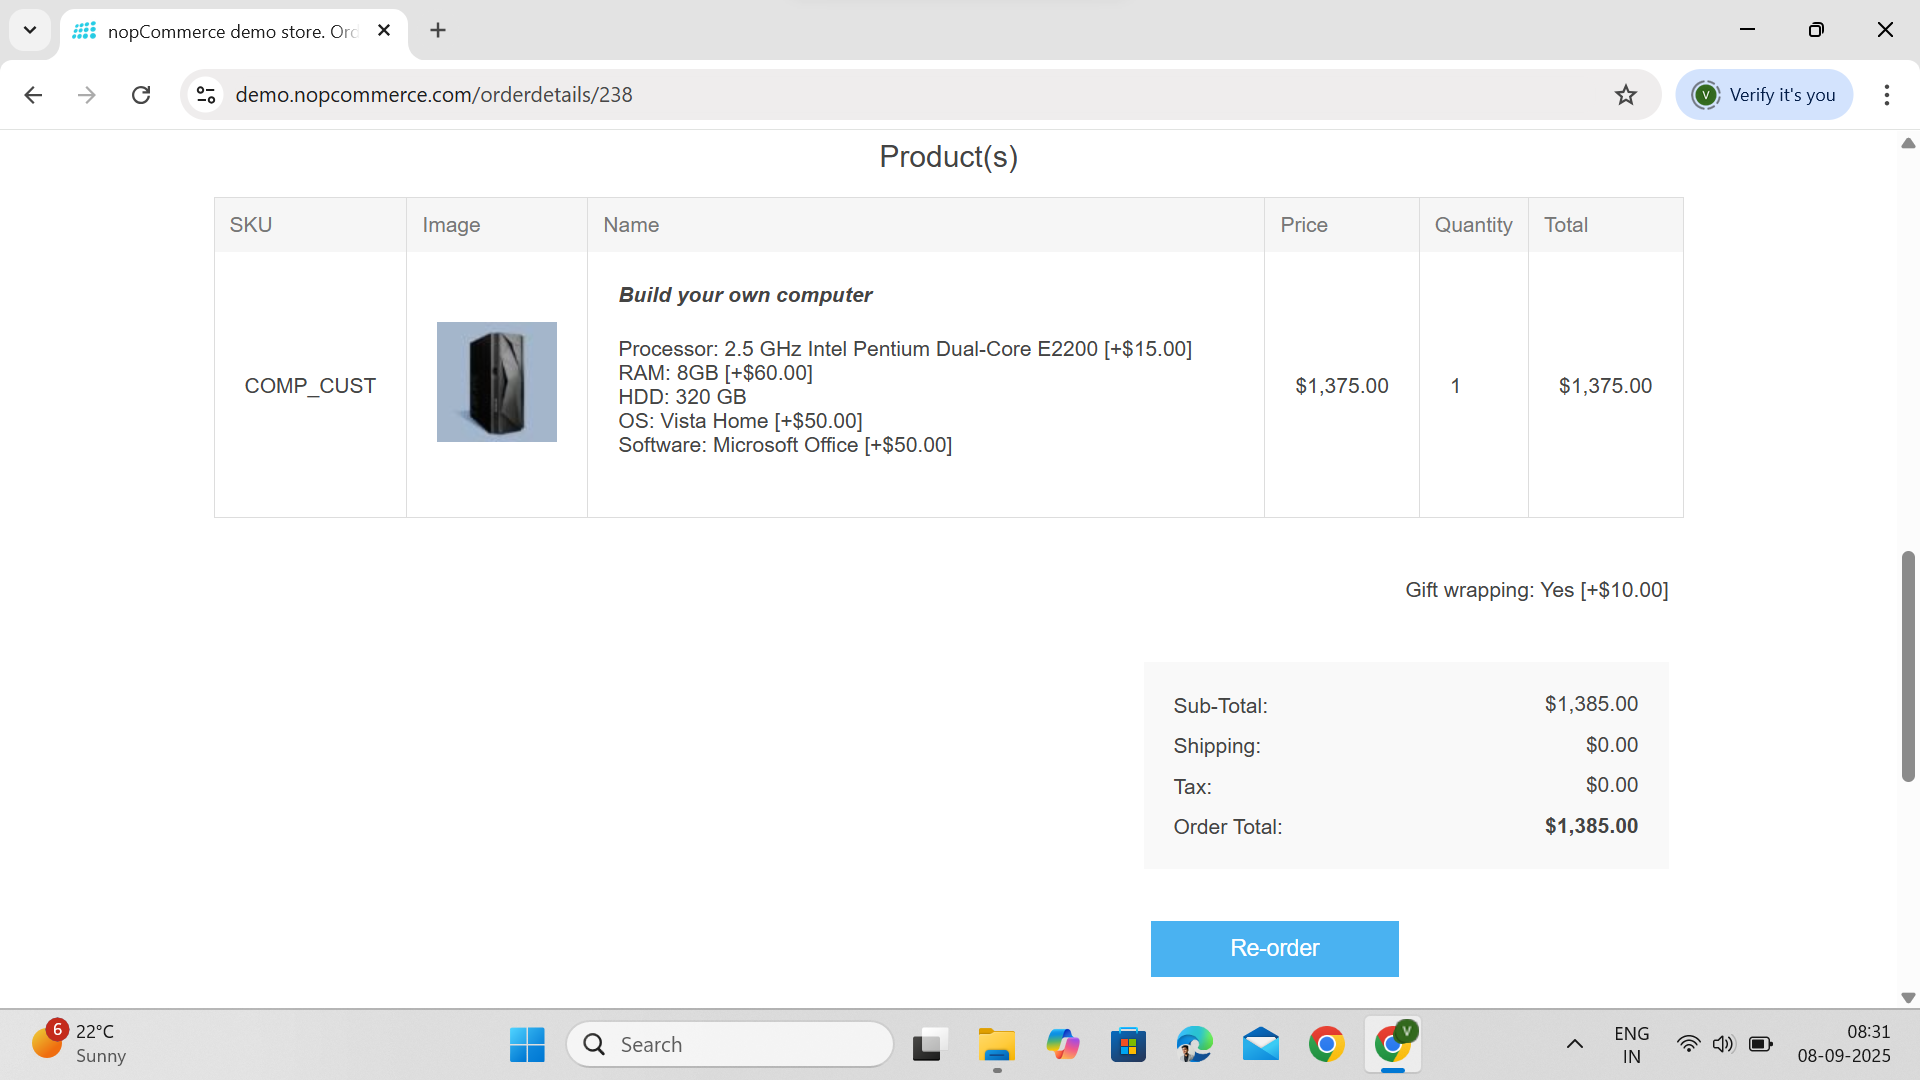 nopCommerce demo store. Ord
demo.nopcommerce.com/orderdetails/238
V
Verify it's you
Product(s)
SKU
Image
Name
Price
Quantity
Total
COMP_CUST
Build your own computer
Processor: 2.5 GHz Intel Pentium Dual-Core E2200 [+$15.00]
RAM: 8GB [+$60.00]
HDD: 320 GB
OS: Vista Home [+$50.00]
Software: Microsoft Office [+$50.00]
$1,375.00
1
$1,375.00
Gift wrapping: Yes [+$10.00]
Sub-Total: $1,385.00
Shipping: $0.00
Tax: $0.00
Order Total: $1,385.00
Re-order
6
22°C
Sunny
Search
V
ENG
IN
08:31
08-09-2025